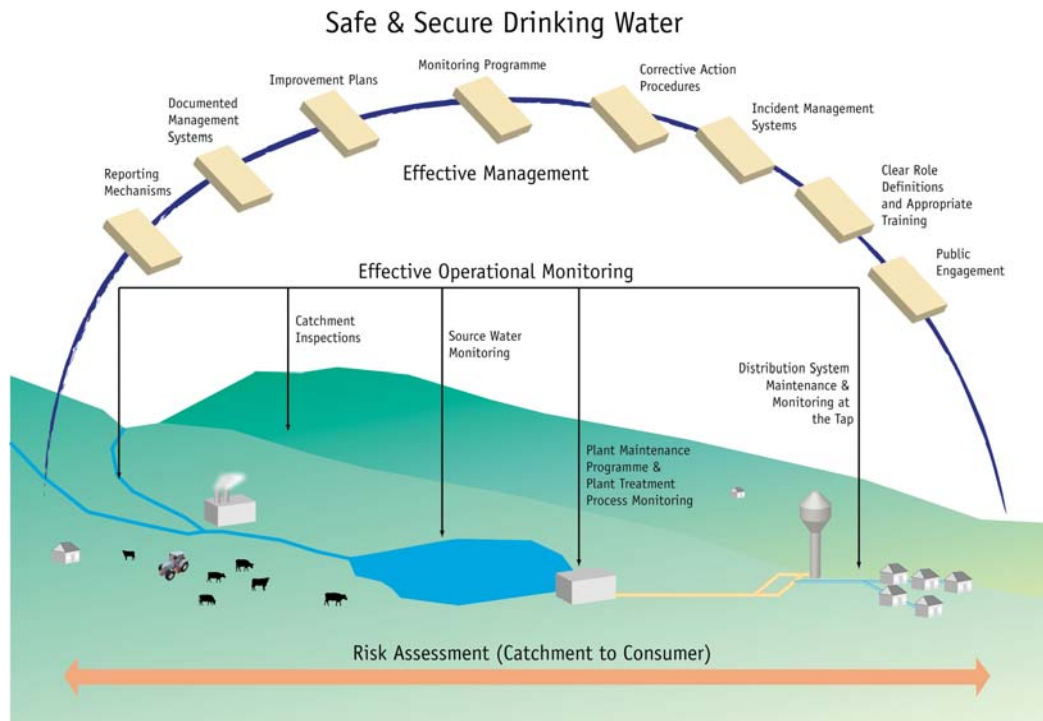 Safe & Secure Drinking Water
Monitoring Programme
Improvement Plans
Corrective Action
Procedures
Documented
Management
Systems
Incident Management
Systems
Reporting
Mechanisms
Effective Management
Clear Role
Definitions
and Appropriate
Training
Public
Engagement
Effective Operational Monitoring
Catchment
Inspections
Source Water
Monitoring
Distribution System
Maintenance &
Monitoring at
the Tap
Plant Maintenance
Programme &
Plant Treatment
Process Monitoring
Risk Assessment (Catchment to Consumer)